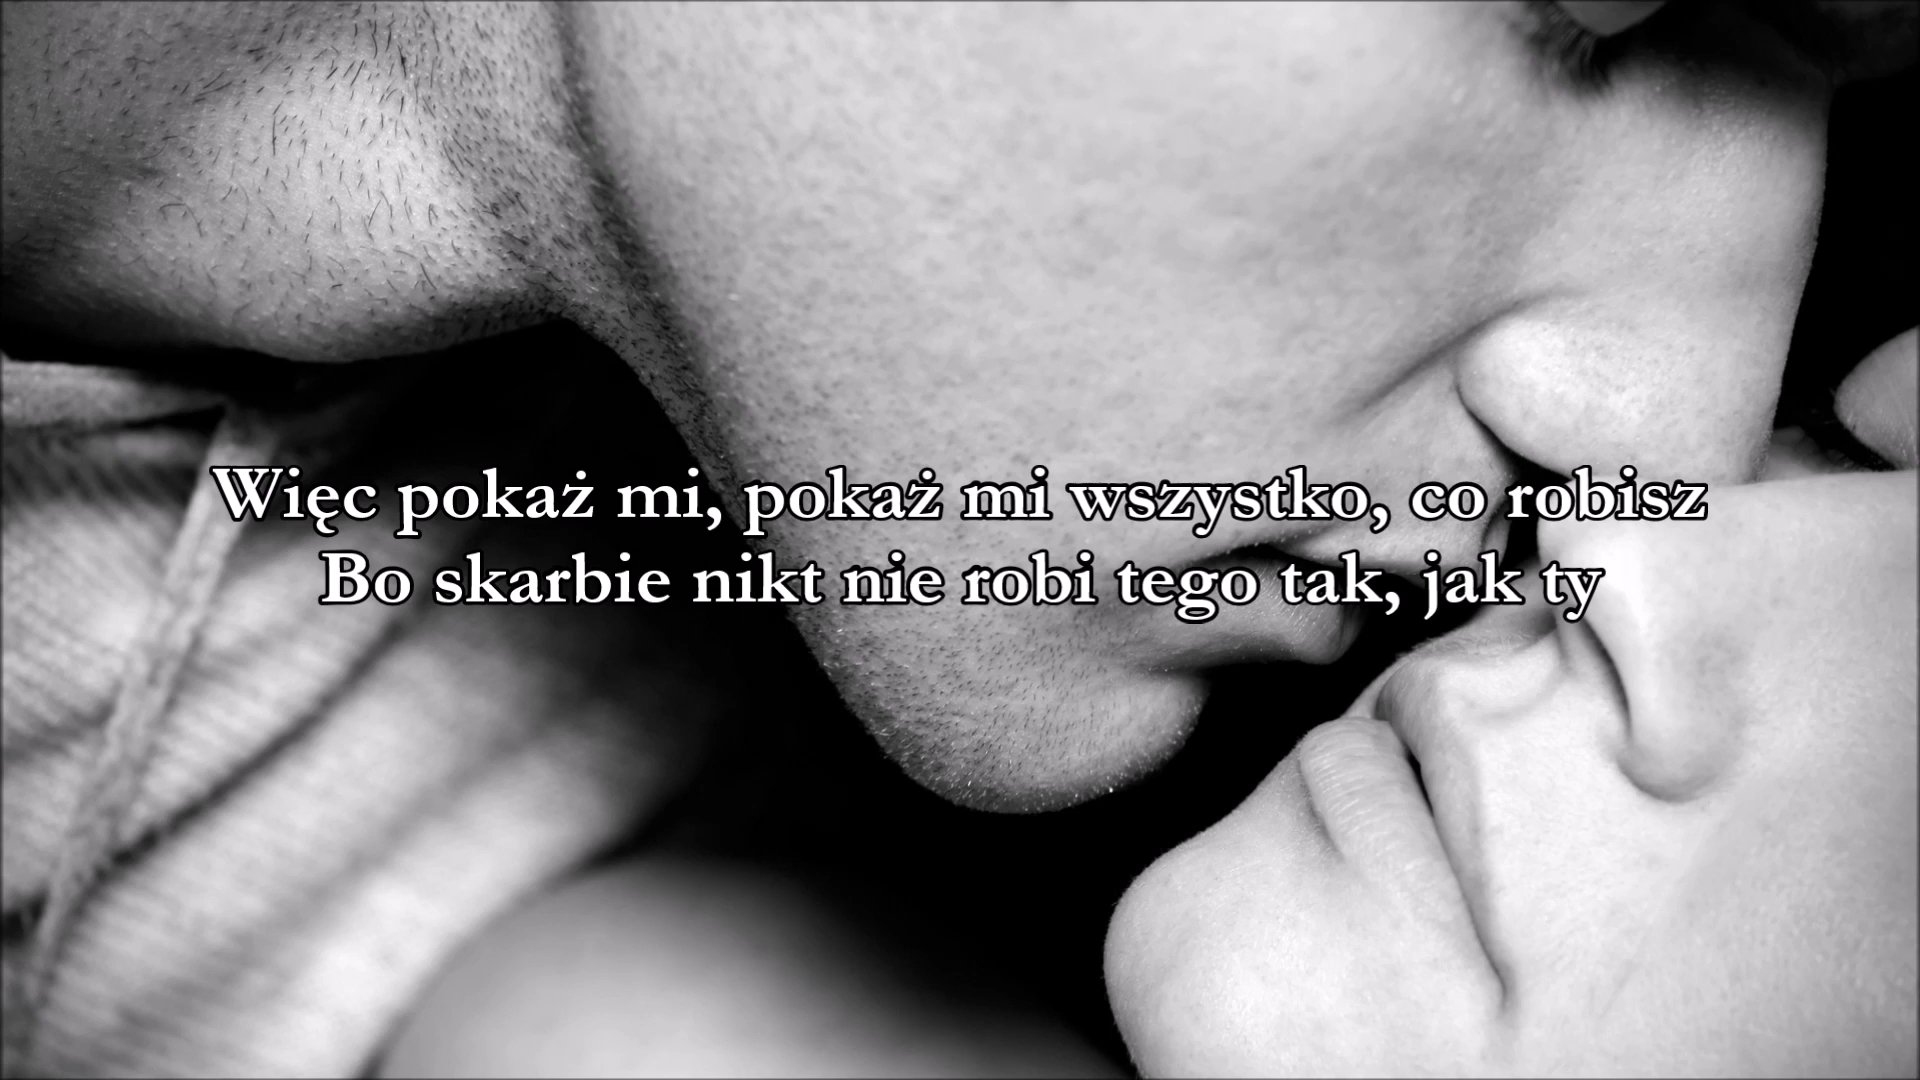 Więc pokaż mi, pokaż mi wszystko, co robisz
Bo skarbie nikt nie robi tego tak, jak ty